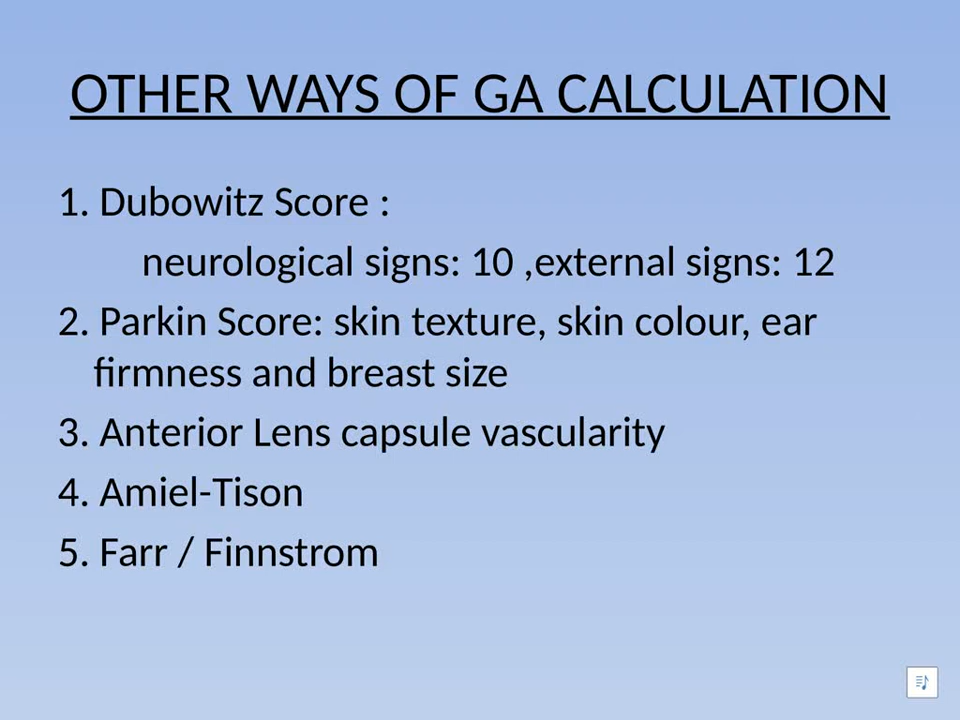 OTHER WAYS OF GA CALCULATION
1. Dubowitz Score :
neurological signs: 10 ,external signs: 12
2. Parkin Score: skin texture, skin colour, ear
firmness and breast size
3. Anterior Lens capsule vascularity
4. Amiel-Tison
5. Farr / Finnstrom